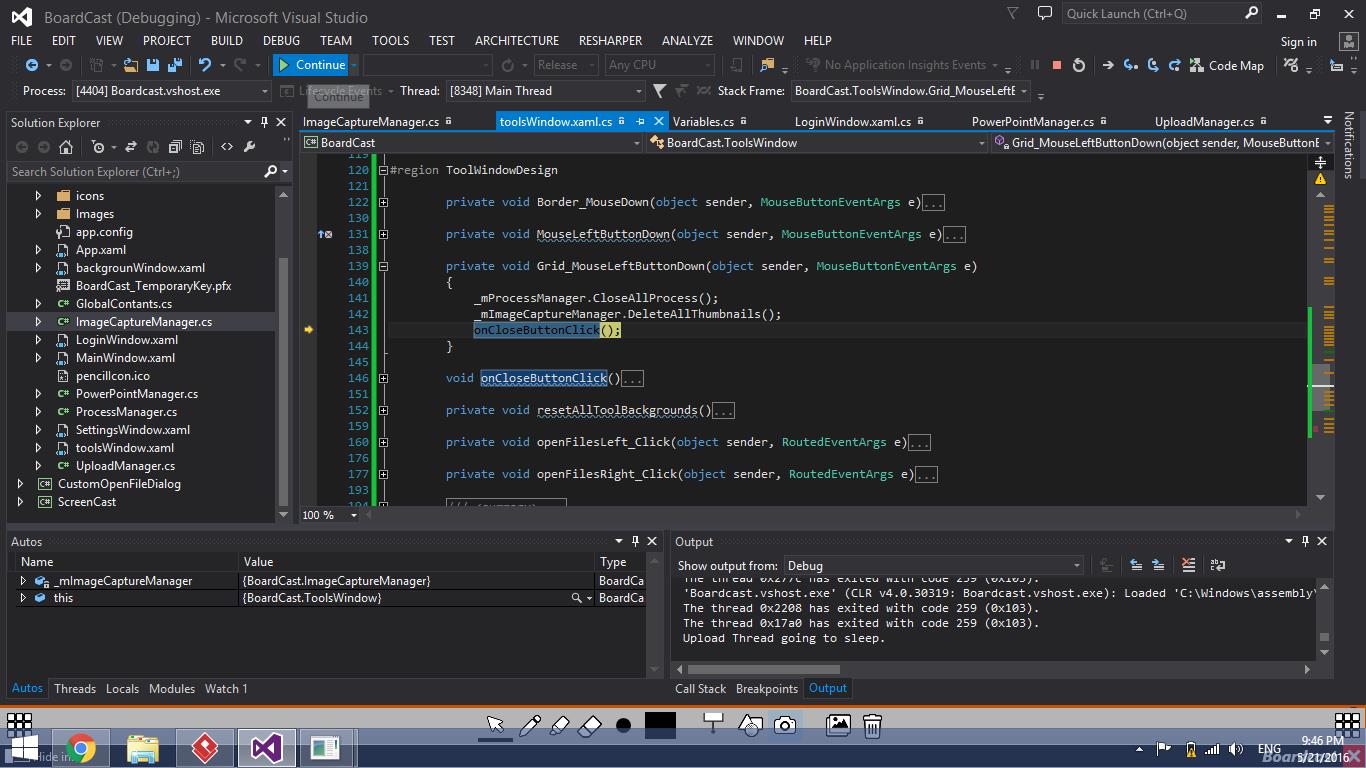 BoardCast (Debugging) - Microsoft Visual Studio
Quick Launch (Ctrl+Q)
FILE EDIT VIEW PROJECT BUILD DEBUG TEAM TOOLS TEST ARCHITECTURE RESHARPER ANALYZE WINDOW HELP
Sign in
Continue Release Any CPU No Application Insights Events Code Map
Process: [4404] Boardcast.vshost.exe Lifecycle Events Thread: [8348] Main Thread Stack Frame: BoardCast.ToolsWindow.Grid_MouseLeftE
Continue
Solution Explorer
ImageCaptureManager.cs toolsWindow.xaml.cs Variables.cs LoginWindow.xaml.cs PowerPointManager.cs UploadManager.cs
Notifications
BoardCast BoardCast.ToolsWindow Grid_MouseLeftButtonDown(object sender, MouseButtonE
Search Solution Explorer (Ctrl+;)
icons
Images
app.config
App.xaml
backgrounWindow.xaml
BoardCast_TemporaryKey.pfx
GlobalContants.cs
ImageCaptureManager.cs
LoginWindow.xaml
MainWindow.xaml
pencilIcon.ico
PowerPointManager.cs
ProcessManager.cs
SettingsWindow.xaml
toolsWindow.xaml
UploadManager.cs
CustomOpenFileDialog
ScreenCast
119
120 #region ToolWindowDesign
121
122 private void Border_MouseDown(object sender, MouseButtonEventArgs e)...
130
131 private void MouseLeftButtonDown(object sender, MouseButtonEventArgs e)...
138
139 private void Grid_MouseLeftButtonDown(object sender, MouseButtonEventArgs e)
140 {
141 _mProcessManager.CloseAllProcess();
142 _mImageCaptureManager.DeleteAllThumbnails();
143 onCloseButtonClick();
144 }
145
146 void onCloseButtonClick()...
151
152 private void resetAllToolBackgrounds()...
159
160 private void openFilesLeft_Click(object sender, RoutedEventArgs e)...
176
177 private void openFilesRight_Click(object sender, RoutedEventArgs e)...
193
194
100 %
Autos
Name Value Type
_mImageCaptureManager {BoardCast.ImageCaptureManager} BoardCa
this {BoardCast.ToolsWindow} BoardCa
Autos Threads Locals Modules Watch 1
Output
Show output from: Debug
The thread 0x277c has exited with code 259 (0x103).
'Boardcast.vshost.exe' (CLR v4.0.30319: Boardcast.vshost.exe): Loaded 'C:\Windows\assembly\
The thread 0x2208 has exited with code 259 (0x103).
The thread 0x17a0 has exited with code 259 (0x103).
Upload Thread going to sleep.
Call Stack Breakpoints Output
Hide in
ENG
9:46 PM
5/21/2016